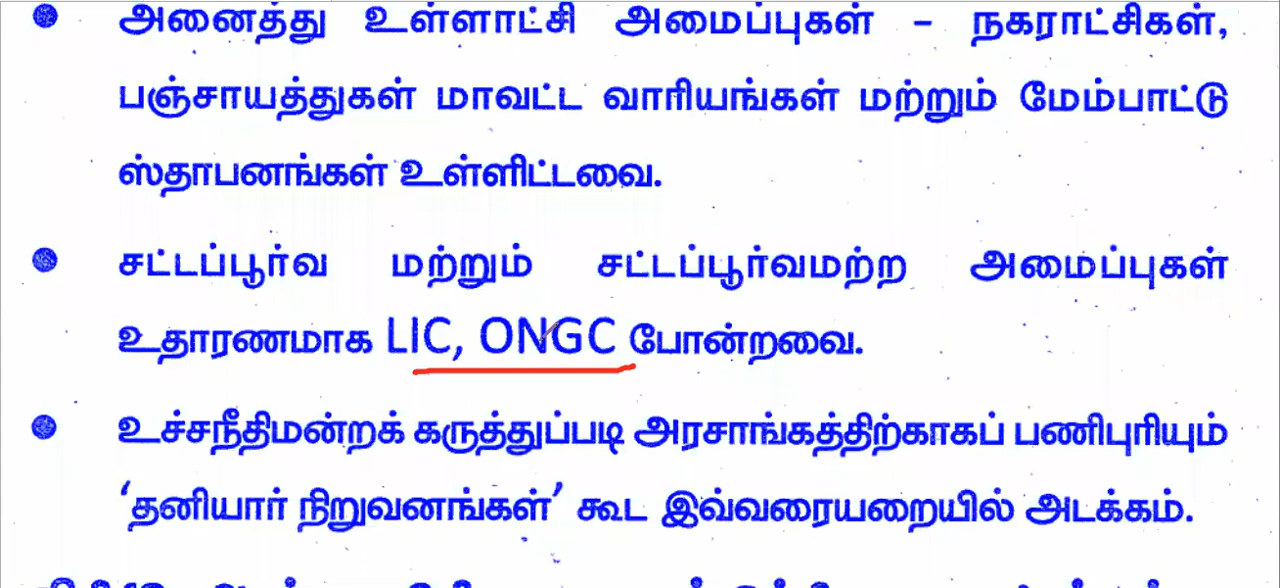 ● அனைத்து உள்ளாட்சி அமைப்புகள் – நகராட்சிகள்,
பஞ்சாயத்துகள் மாவட்ட வாரியங்கள் மற்றும் மேம்பாட்டு
ஸ்தாபனங்கள் உள்ளிட்டவை.
● சட்டப்பூர்வ மற்றும் சட்டப்பூர்வமற்ற அமைப்புகள்
உதாரணமாக LIC, ONGC போன்றவை.
● உச்சநீதிமன்றக் கருத்துப்படி அரசாங்கத்திற்காகப் பணிபுரியும்
‘தனியார் நிறுவனங்கள்’ கூட இவ்வரையறையில் அடக்கம்.